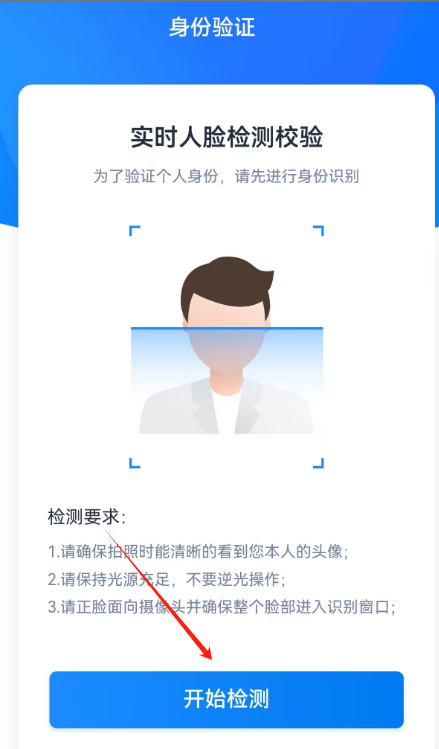 身份验证
实时人脸检测校验
为了验证个人身份，请先进行身份识别
检测要求：
1.请确保拍照时能清晰的看到您本人的头像；
2.请保持光源充足，不要逆光操作；
3.请正脸面向摄像头并确保整个脸部进入识别窗口；
开始检测